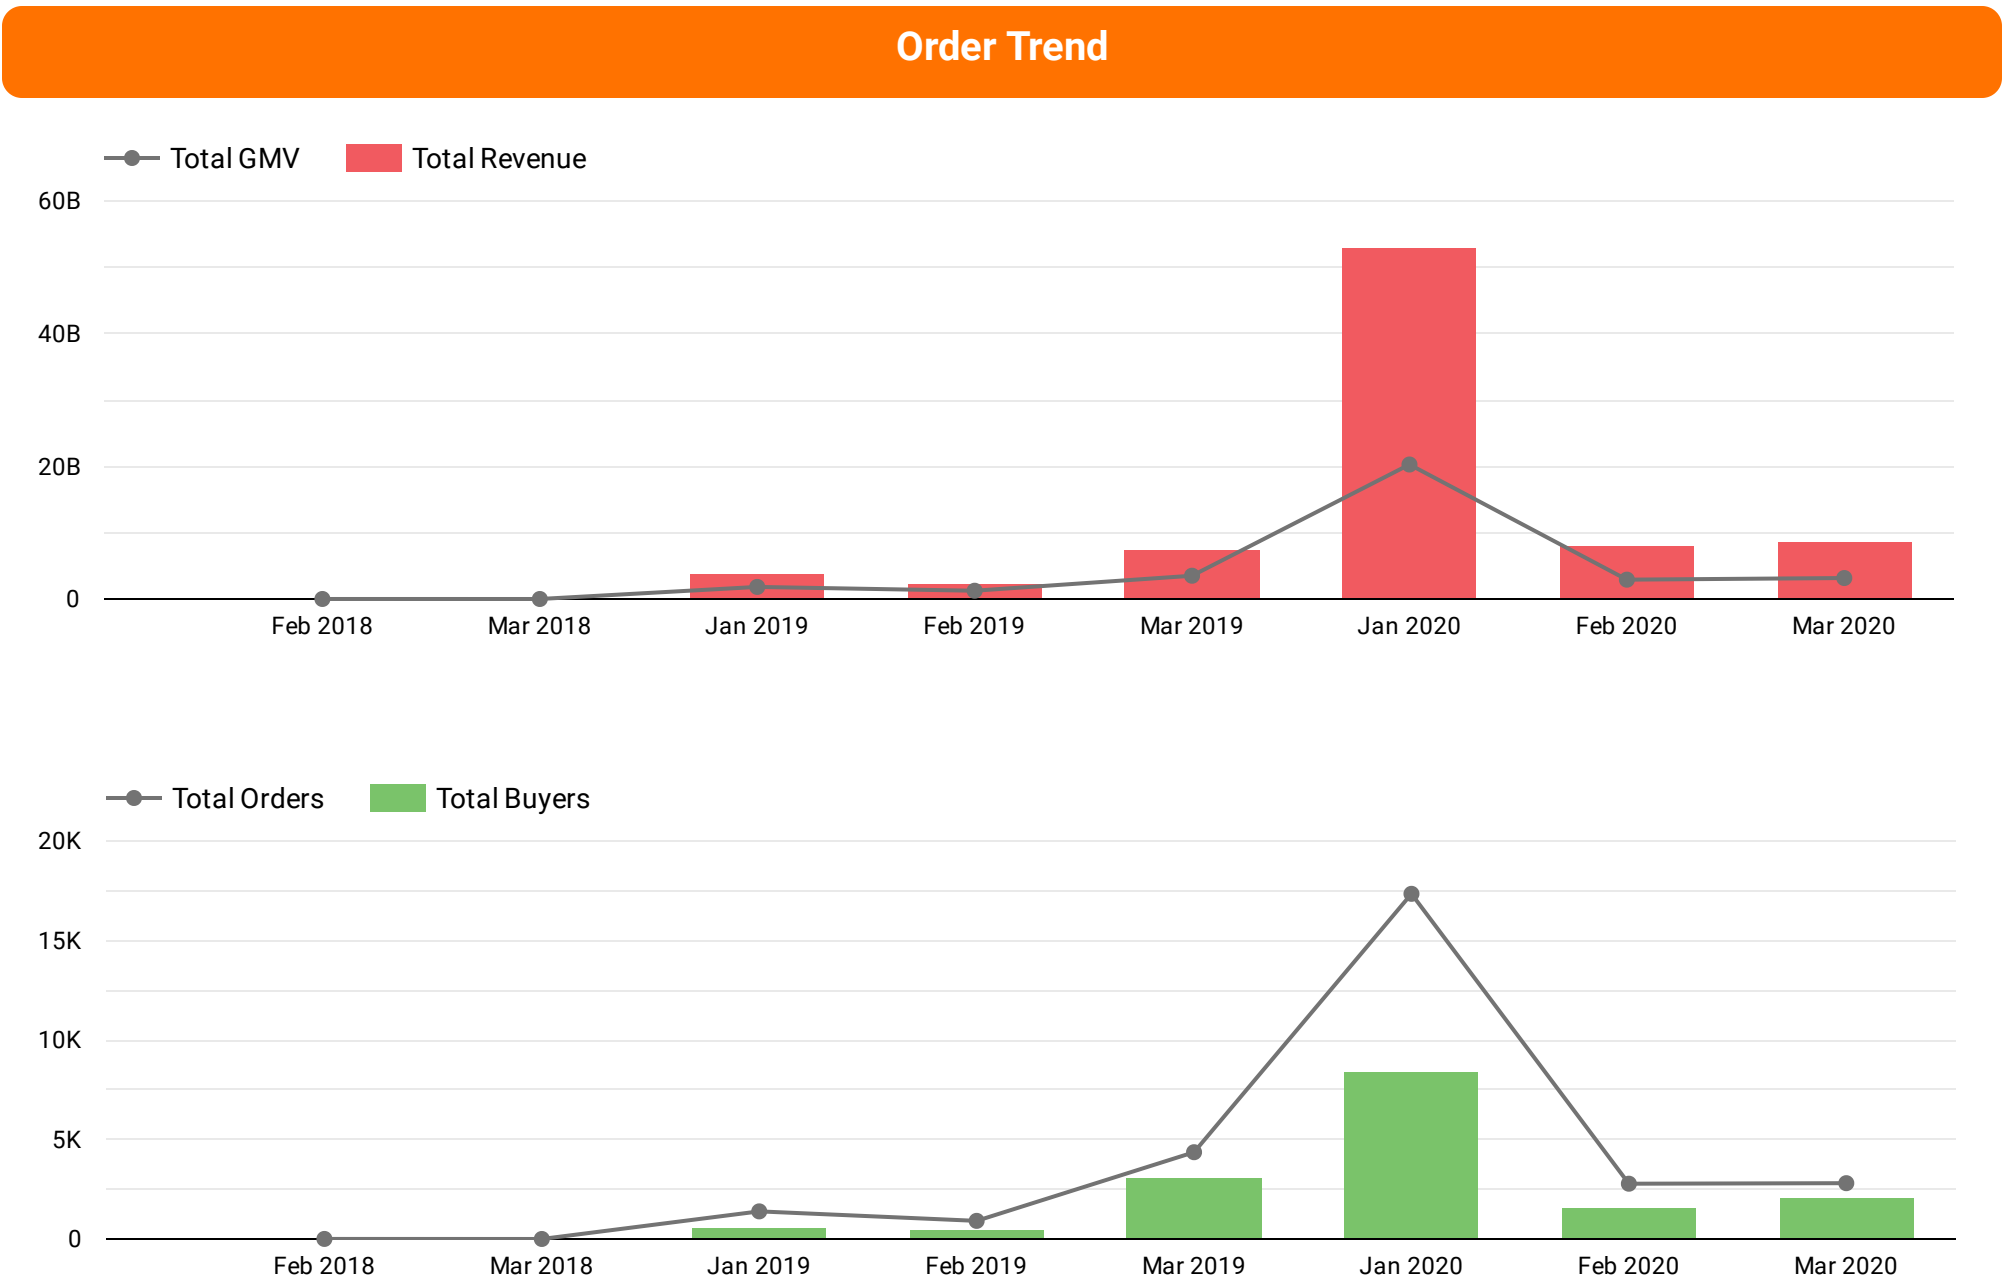 Order Trend
Total GMV Total Revenue
60B
40B
20B
0
Feb 2018 Mar 2018 Jan 2019 Feb 2019 Mar 2019 Jan 2020 Feb 2020 Mar 2020
Total Orders Total Buyers
20K
15K
10K
5K
0
Feb 2018 Mar 2018 Jan 2019 Feb 2019 Mar 2019 Jan 2020 Feb 2020 Mar 2020